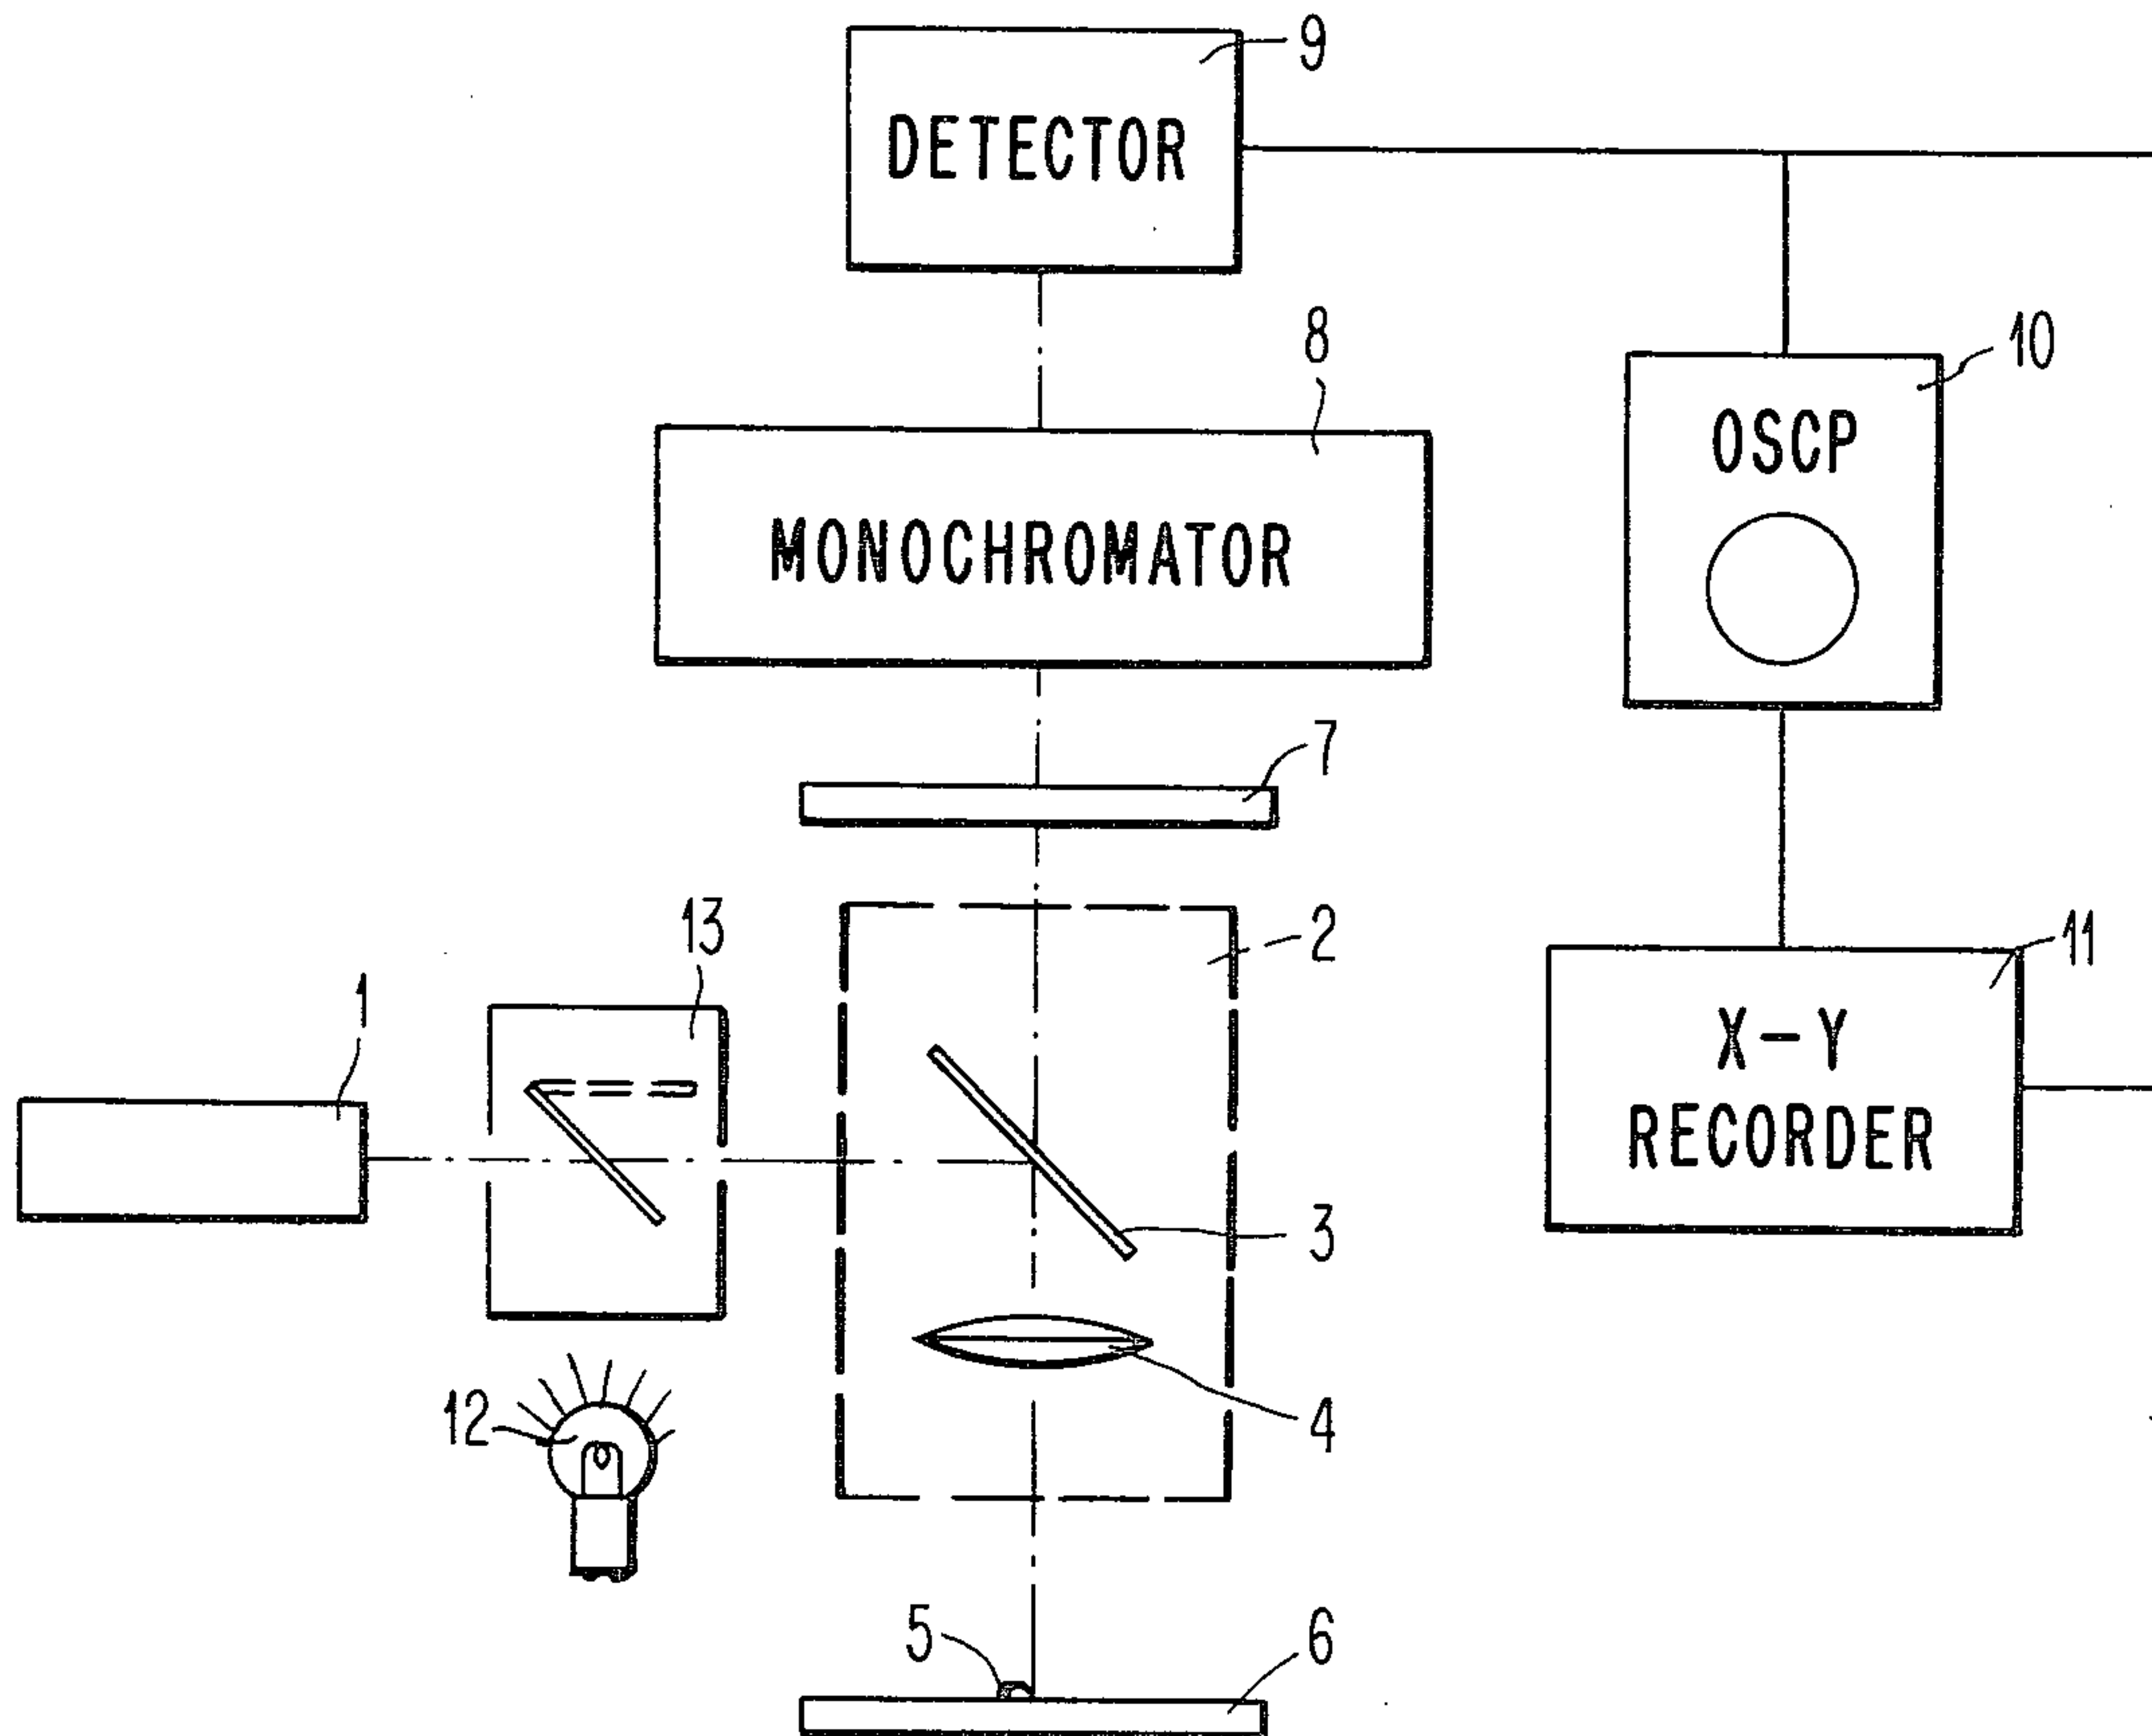 9
DETECTOR
8
10
OSCP
MONOCHROMATOR
7
13
2
11
1
X-Y
RECORDER
3
12
4
5
6